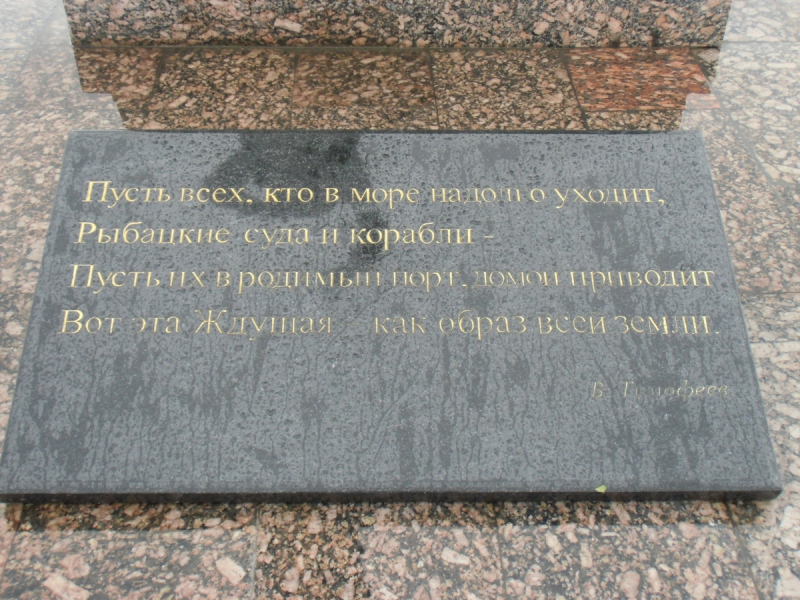 Пусть всех, кто в море надолго уходит,
Рыбацкие суда и корабли -
Пусть их в родимый порт, домой приводит
Вот эта Ждущая как образ всей земли.
В. Тимофеев